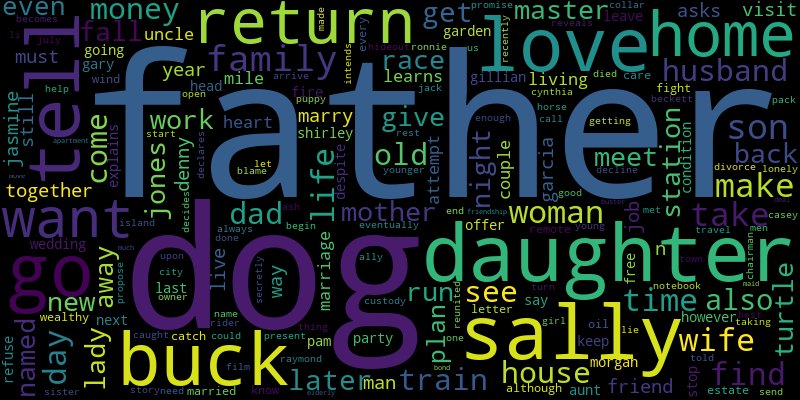 even
becomes
money
made
every
return
get
promise
master
collar
leave
reveals
asks
visit
li
july
fall
uncle
hideout
ronnie
us
recently
garden
love
home
tell
must
going
gary
wind
family
intends
race
learns
mile
year
head
fire
arrive
gillian
living
died
care
cynthia
husband
help
open
puppy
jack
horse
call
fight
beckett
pack
father
jasmine
still
apartment
come
explains
work
start
denny
declares
heart
marry
shirley
despite
give
rest
younger
attempt
night
enough
couple
garcia
getting
meet
station
condition
son
back
decline
divorce
lonely
make
jones
let
blame
old
life
together
want
island
wedding
dad
mother
decides
ash
always
begin
marriage
eventually
end
offer
friendship
woman
remote
good
young
job
met
take
travel
men
deal
casey
buster
chairman
dog
daughter
n
go
new
away
much
propose
upon
city
done
live
secretly
way
ally
custody
run
see
turn
free
time
town
also
notebook
maid
turtle
last
owner
wealthy
next
name
rider
thing
party
plan
reunited
letter
say
girl
oil
lie
however
taking
wife
day
named
lady
buck
caught
catch
could
present
pam
one
sally
keep
morgan
told
refuse
sister
story
need
film
married
raymond
know
later
man
elderly
train
bond
house
although
aunt
friend
stop
find
estate
send